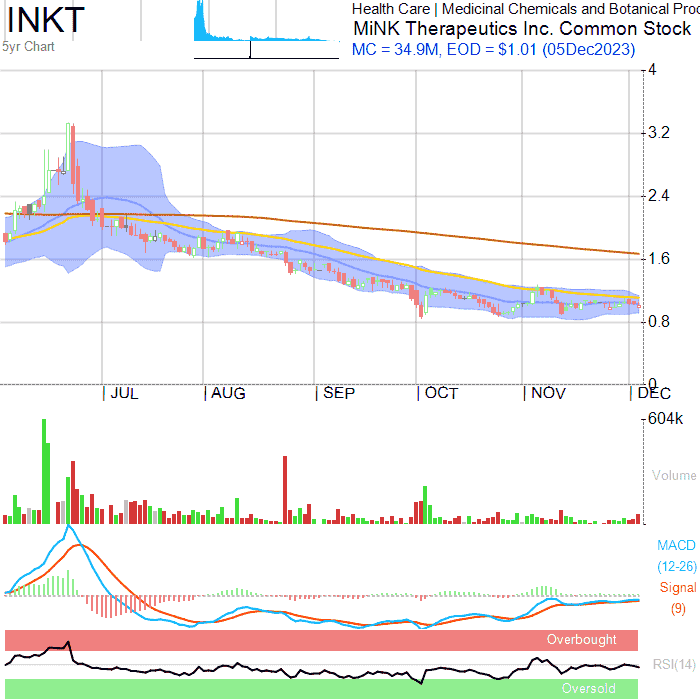 INKT
5yr Chart
Health Care | Medicinal Chemicals and Botanical Proc
MiNK Therapeutics Inc. Common Stock
MC = 34.9M, EOD = $1.01 (05Dec2023)
4
3.2
2.4
1.6
0.8
0
JUL AUG SEP OCT NOV DEC
604k
Volume
MACD
(12-26)
Signal
(9)
Overbought
RSI(14)
Oversold